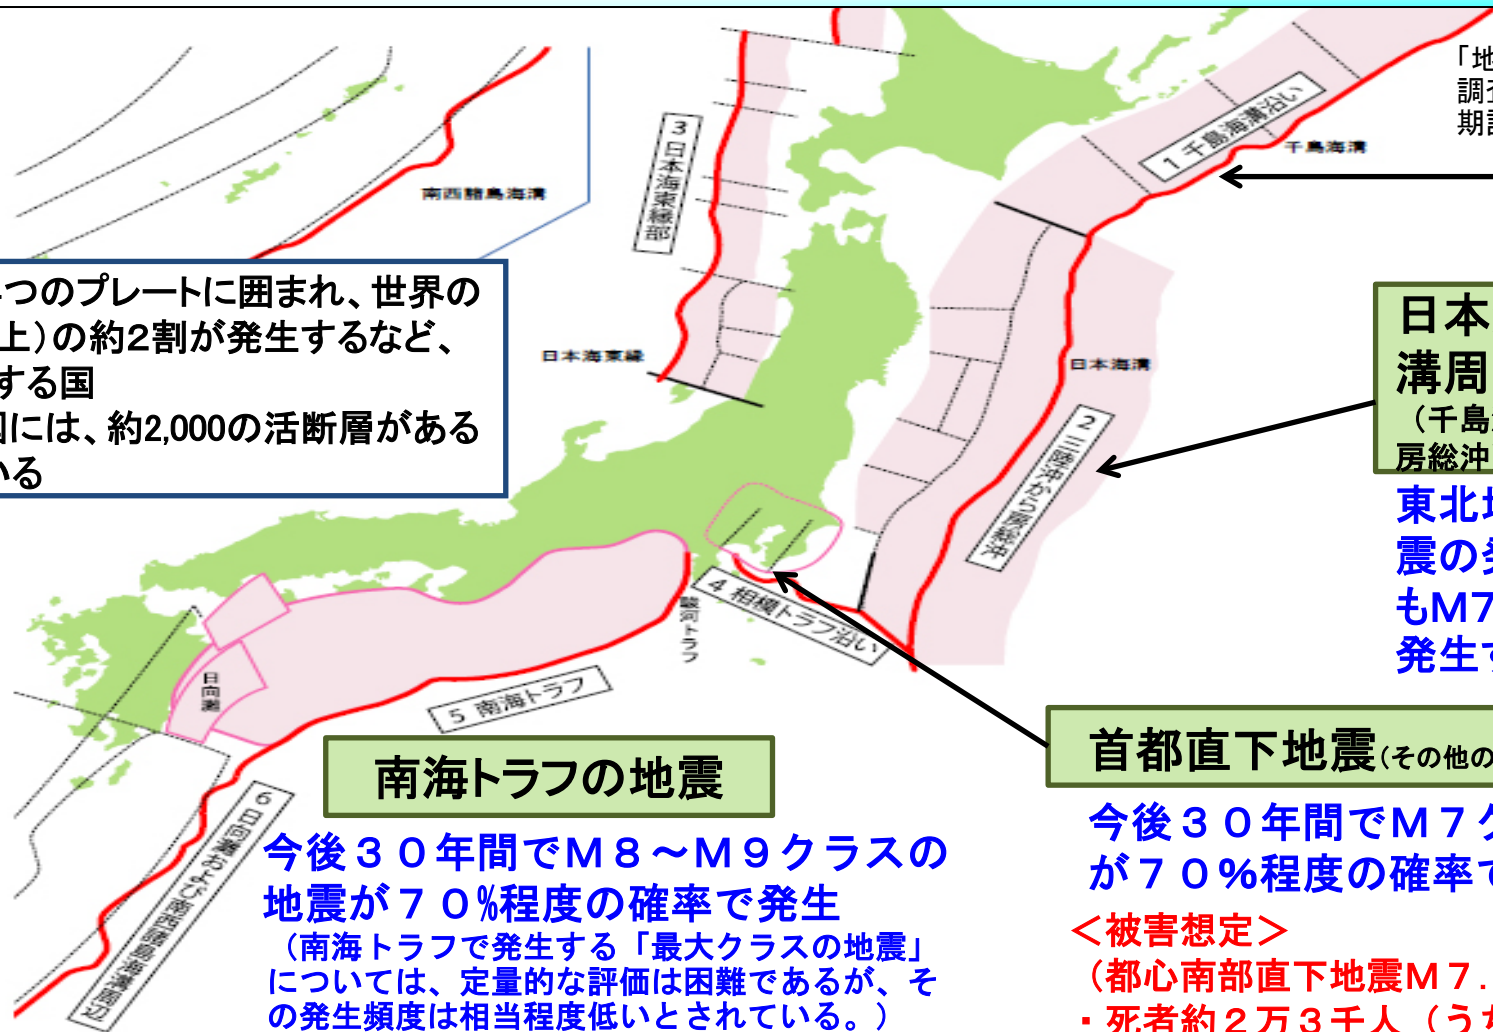 「地
調査
期
千島海溝
1 千島海溝沿い
3 日本海東縁部
南西諸島海溝
つのプレートに囲まれ、世界の
上）の約2割が発生するなど、
する国
には、約2,000の活断層がある
いる
日本海東縁
日本海溝
2 三陸沖から房総沖
日本
溝周
（千島
房総沖
東北地
震の発
もM7
発生す
4 相模トラフ沿い
駿河トラフ
日向灘
5 南海トラフ
6 日向灘および南西諸島海溝周辺
南海トラフの地震
今後３０年間でＭ８～Ｍ９クラスの
地震が７０％程度の確率で発生
（南海トラフで発生する「最大クラスの地震」
については、定量的な評価は困難であるが、そ
の発生頻度は相当程度低いとされている。）
首都直下地震（その他の
今後３０年間でＭ７ク
が７０％程度の確率で
＜被害想定＞
（都心南部直下地震Ｍ７．
・死者約２万３千人（うち